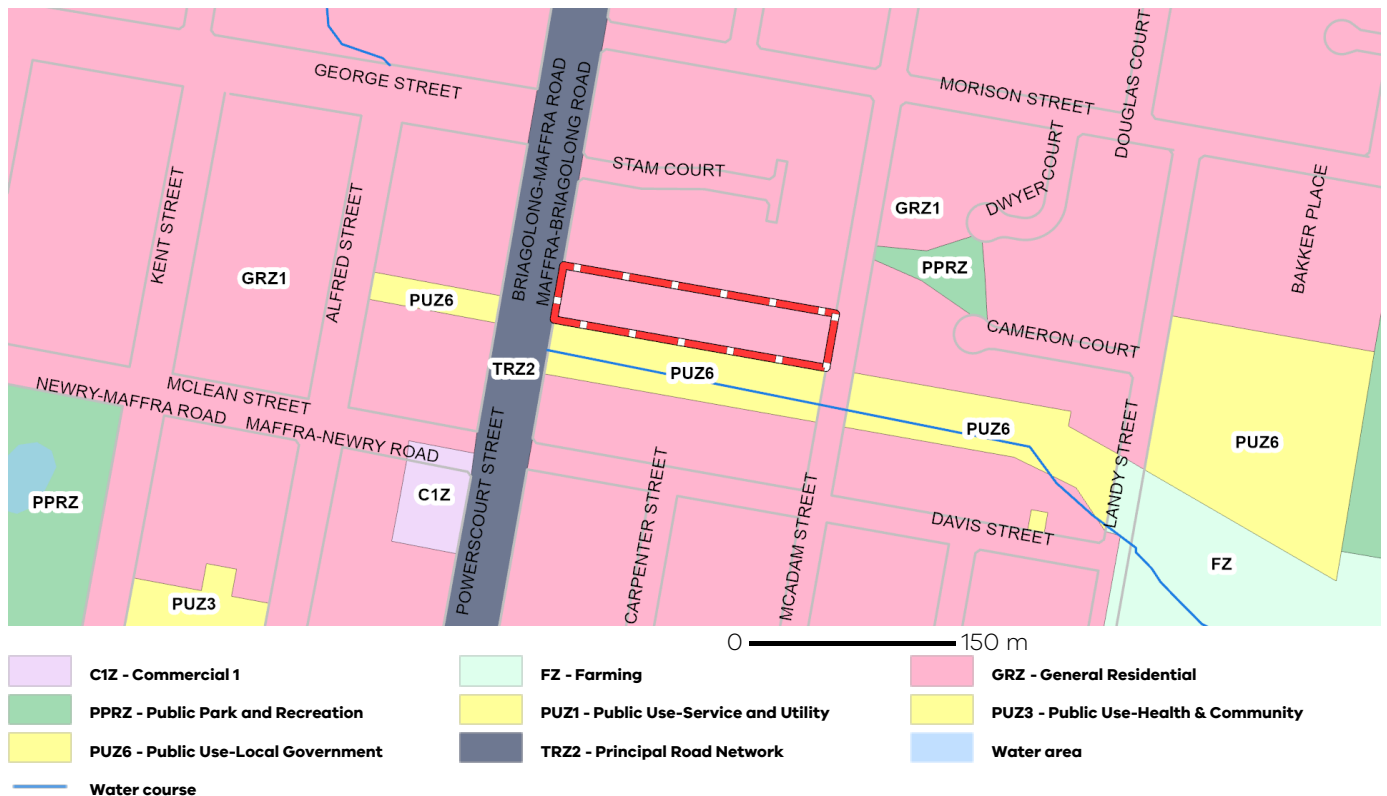 GEORGE STREET
BRIAGOLONG-MAFFRA ROAD
MAFFRA-BRIAGOLONG ROAD
MORISON STREET
DOUGLAS COURT
STAM COURT
DWYER COURT
BAKKER PLACE
KENT STREET
ALFRED STREET
GRZ1
GRZ1
PPRZ
PUZ6
CAMERON COURT
TRZ2
PUZ6
MCLEAN STREET
NEWRY-MAFFRA ROAD
MAFFRA-NEWRY ROAD
PUZ6
PUZ6
LANDY STREET
POWERSCOURT STREET
CARPENTER STREET
MCADAM STREET
DAVIS STREET
C1Z
PPRZ
FZ
PUZ3
0 150 m
C1Z - Commercial 1
FZ - Farming
GRZ - General Residential
PPRZ - Public Park and Recreation
PUZ1 - Public Use-Service and Utility
PUZ3 - Public Use-Health & Community
PUZ6 - Public Use-Local Government
TRZ2 - Principal Road Network
Water area
Water course